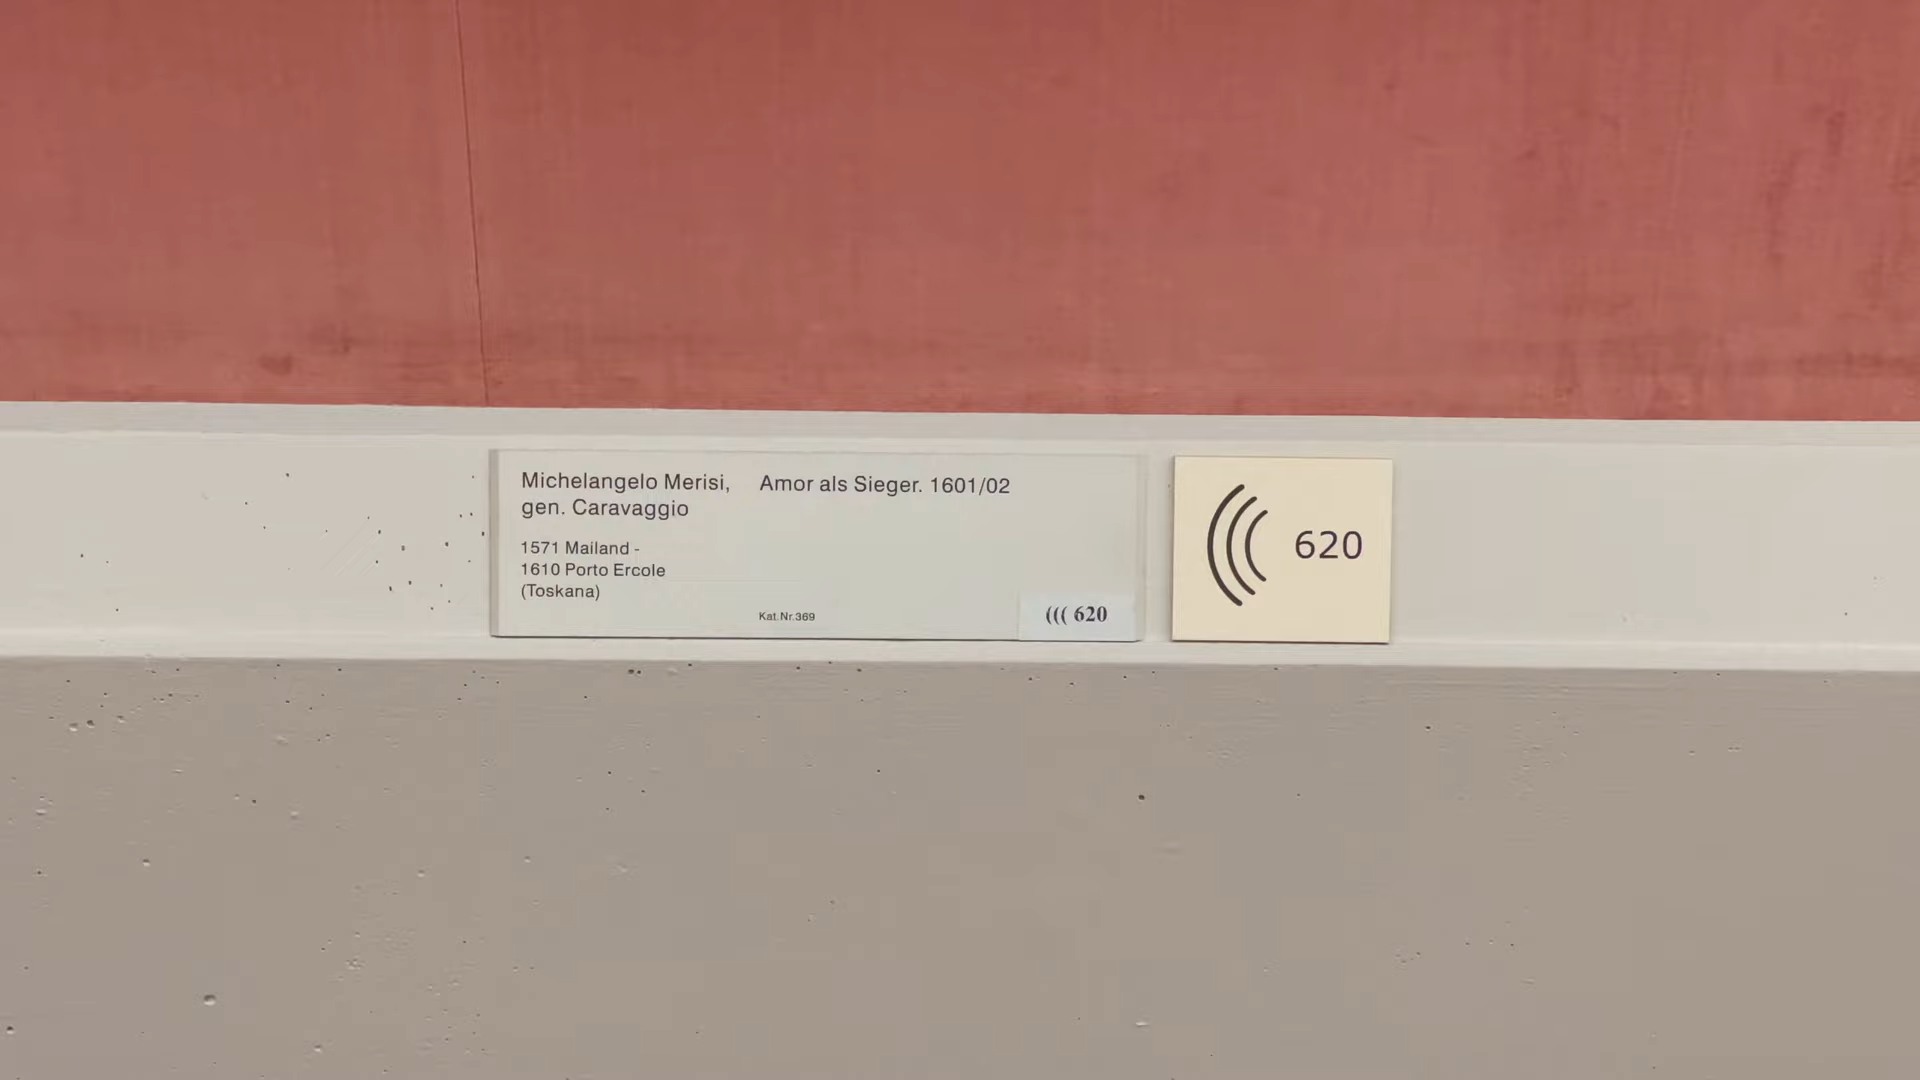 Michelangelo Merisi,
gen. Caravaggio
1571 Mailand -
1610 Porto Ercole
(Toskana)
Amor als Sieger. 1601/02
Kat.Nr.369
((( 620
620